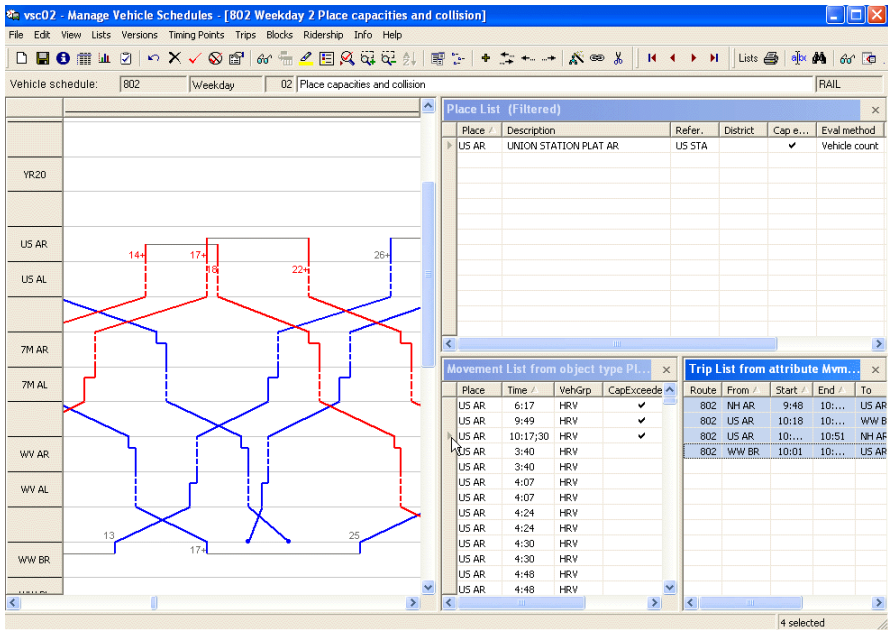 vsc02 - Manage Vehicle Schedules - [802 Weekday 2 Place capacities and collision]
File Edit View Lists Versions Timing Points Trips Blocks Ridership Info Help
Lists
Vehicle schedule: 802 Weekday 02 Place capacities and collision RAIL
YR20
US AR
US AL
7M AR
7M AL
WV AR
WV AL
WW BR
14+
17+
18
22+
26+
13
17+
25
Place List (Filtered)
Place Description Refer. District Cap e... Eval method
US AR UNION STATION PLAT AR US STA Vehicle count
Movement List from object type Pl...
Place Time VehGrp CapExceede
US AR 6:17 HRV
US AR 9:49 HRV
US AR 10:17;30 HRV
US AR 3:40 HRV
US AR 3:40 HRV
US AR 4:07 HRV
US AR 4:07 HRV
US AR 4:24 HRV
US AR 4:24 HRV
US AR 4:30 HRV
US AR 4:30 HRV
US AR 4:48 HRV
US AR 4:48 HRV
Trip List from attribute Mvm...
Route From Start End To
802 NH AR 9:48 10:... US AR
802 US AR 10:18 10:... WW B
802 US AR 10:... 10:51 NH AR
802 WW BR 10:01 10:... US AR
4 selected